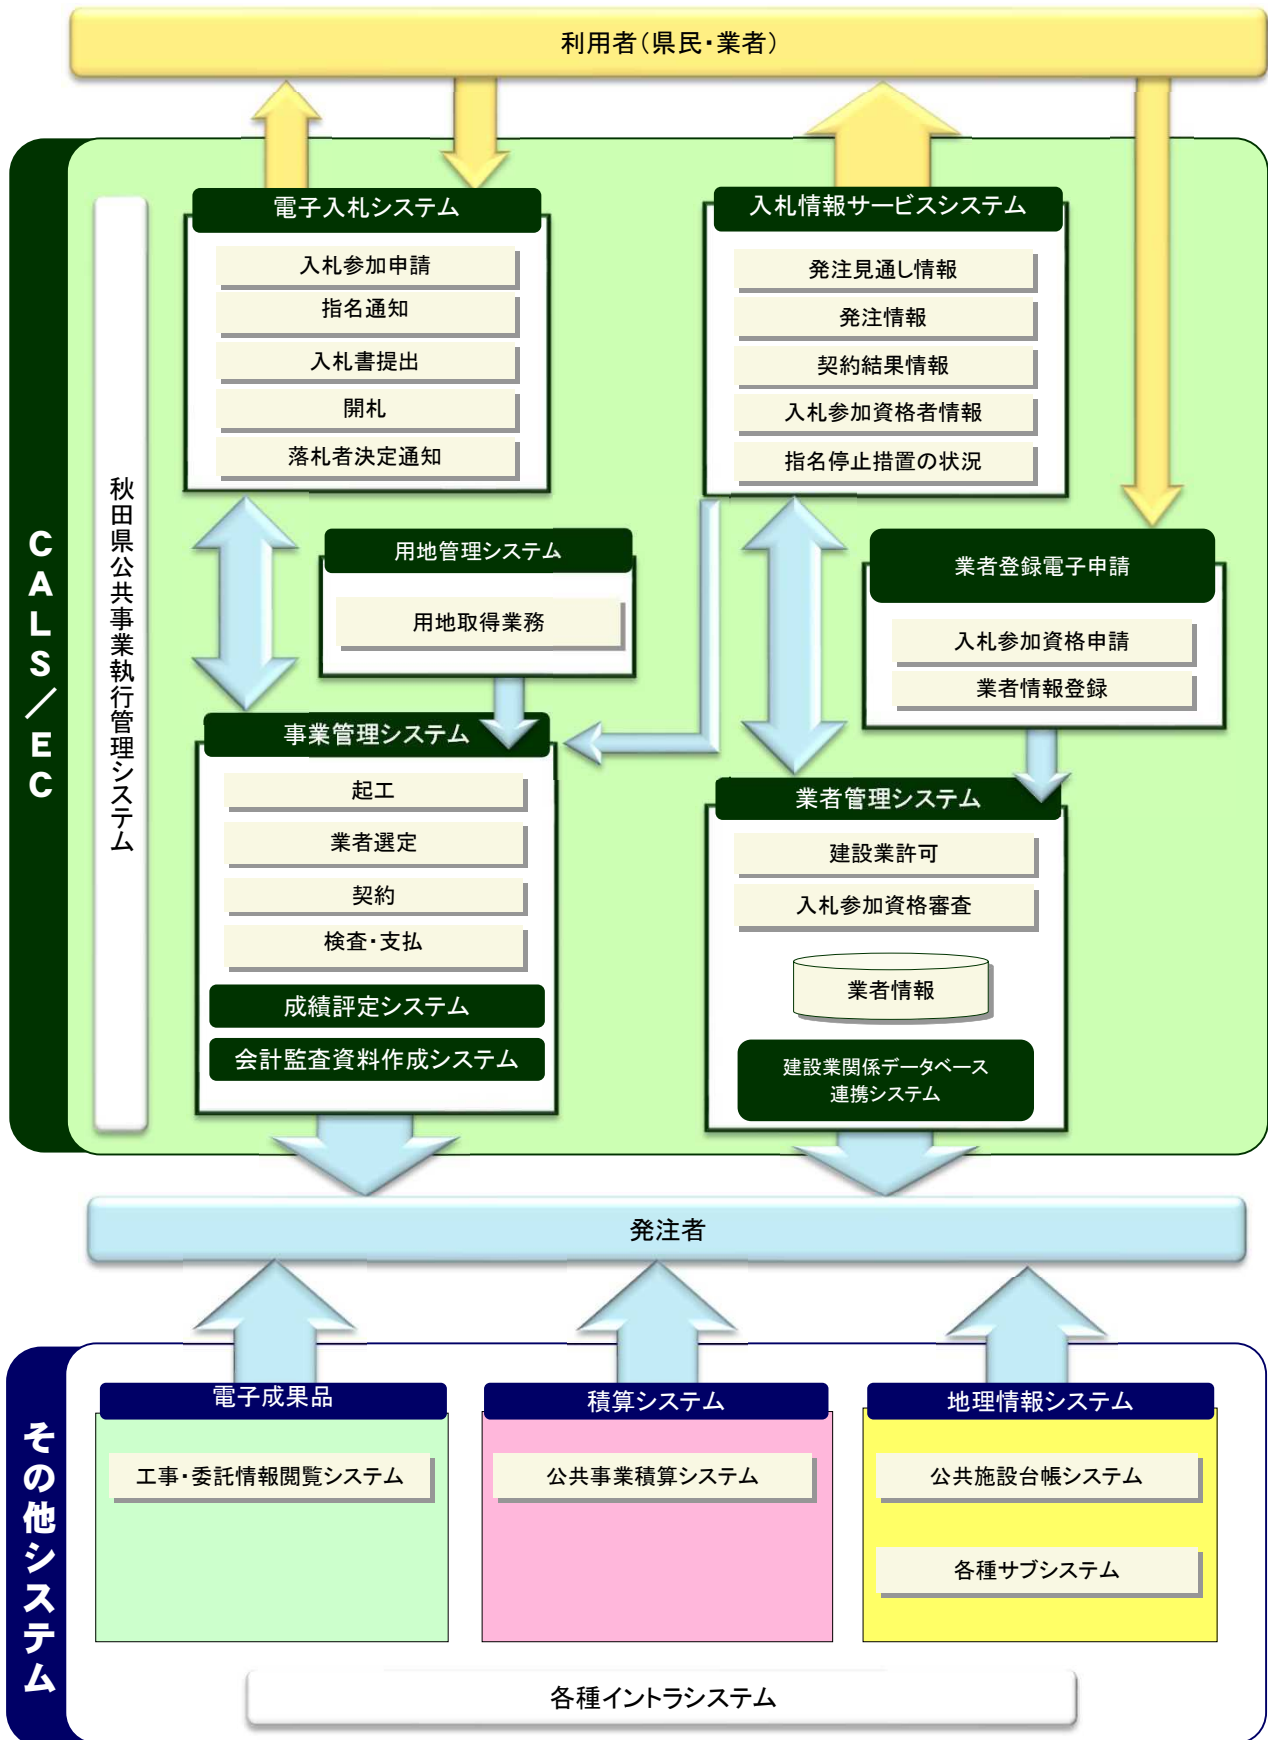 利用者（県民・業者）
CALS／EC
秋田県公共事業執行管理システム
電子入札システム
入札参加申請
指名通知
入札書提出
開札
落札者決定通知
入札情報サービスシステム
発注見通し情報
発注情報
契約結果情報
入札参加資格者情報
指名停止措置の状況
用地管理システム
用地取得業務
業者登録電子申請
入札参加資格申請
業者情報登録
事業管理システム
起工
業者選定
契約
検査・支払
成績評定システム
会計監査資料作成システム
業者管理システム
建設業許可
入札参加資格審査
業者情報
建設業関係データベース
連携システム
発注者
その他システム
電子成果品
工事・委託情報閲覧システム
積算システム
公共事業積算システム
地理情報システム
公共施設台帳システム
各種サブシステム
各種イントラシステム